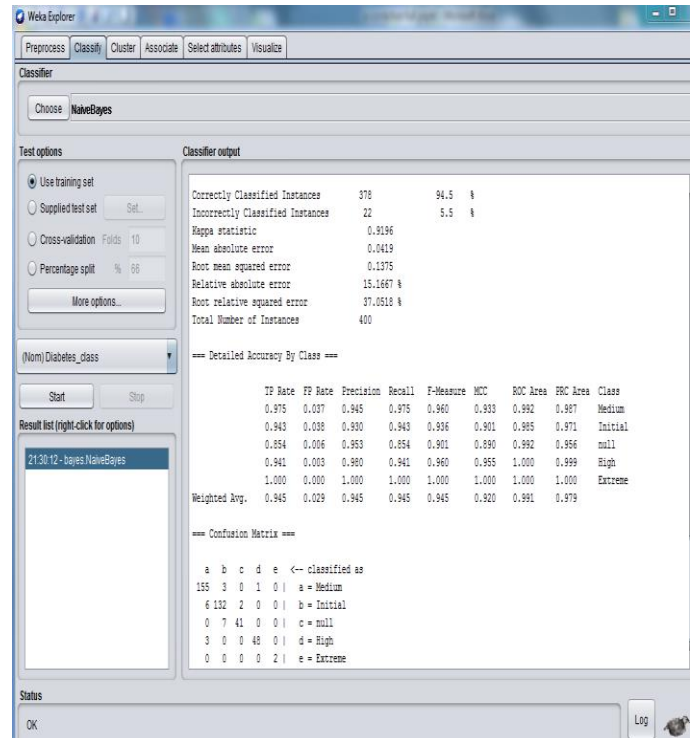 Weka Explorer
Preprocess Classify Cluster Associate Select attributes Visualize
Classifier
Choose NaiveBayes
Test options
Use training set
Supplied test set Set...
Cross-validation Folds 10
Percentage split % 66
More options...
(Nom) Diabetes_class
Start Stop
Result list (right-click for options)
21:30:12 - bayes.NaiveBayes
Classifier output
Correctly Classified Instances 378 94.5 %
Incorrectly Classified Instances 22 5.5 %
Kappa statistic 0.9196
Mean absolute error 0.0419
Root mean squared error 0.1375
Relative absolute error 15.1667 %
Root relative squared error 37.0518 %
Total Number of Instances 400
=== Detailed Accuracy By Class ===
TP Rate FP Rate Precision Recall F-Measure MCC ROC Area PRC Area Class
0.975 0.037 0.945 0.975 0.960 0.933 0.992 0.987 Medium
0.943 0.038 0.930 0.943 0.936 0.901 0.985 0.971 Initial
0.854 0.006 0.953 0.854 0.901 0.890 0.992 0.956 null
0.941 0.003 0.980 0.941 0.960 0.955 1.000 0.999 High
1.000 0.000 1.000 1.000 1.000 1.000 1.000 1.000 Extreme
Weighted Avg. 0.945 0.029 0.945 0.945 0.945 0.920 0.991 0.979
=== Confusion Matrix ===
a b c d e <-- classified as
155 3 0 1 0 | a = Medium
6 132 2 0 0 | b = Initial
0 7 41 0 0 | c = null
3 0 0 48 0 | d = High
0 0 0 0 2 | e = Extreme
Status
OK
Log